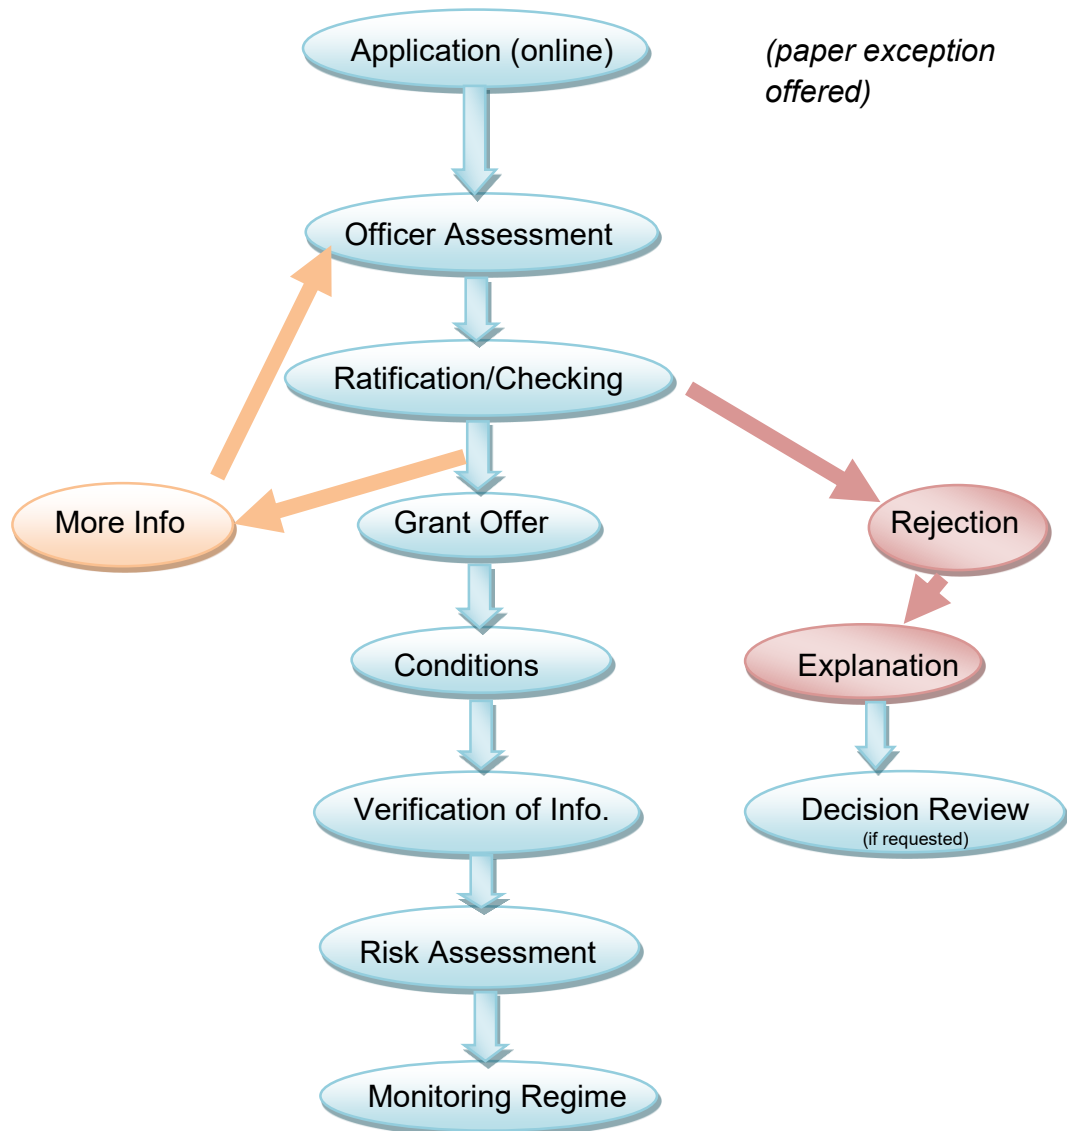 Application (online)
(paper exception
offered)
Officer Assessment
Ratification/Checking
More Info
Grant Offer
Rejection
Conditions
Explanation
Verification of Info.
Decision Review
(if requested)
Risk Assessment
Monitoring Regime